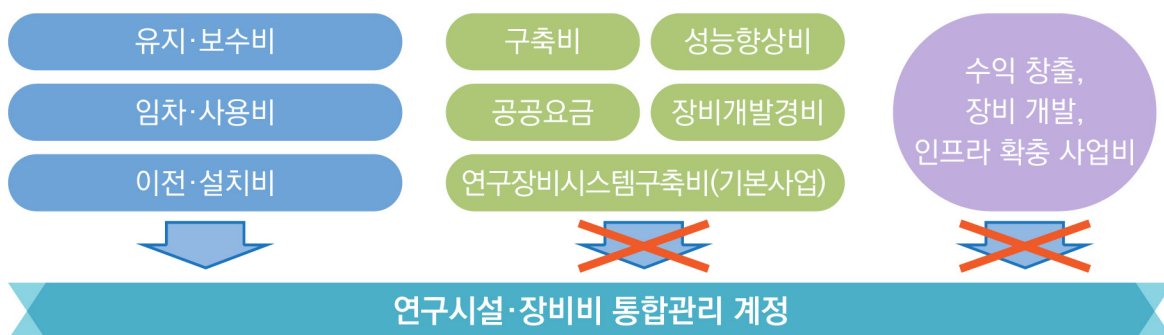 유지·보수비
임차·사용비
이전·설치비
구축비
성능향상비
공공요금
장비개발경비
연구장비시스템구축비(기본사업)
수익 창출,
장비 개발,
인프라 확충 사업비
연구시설·장비비 통합관리 계정